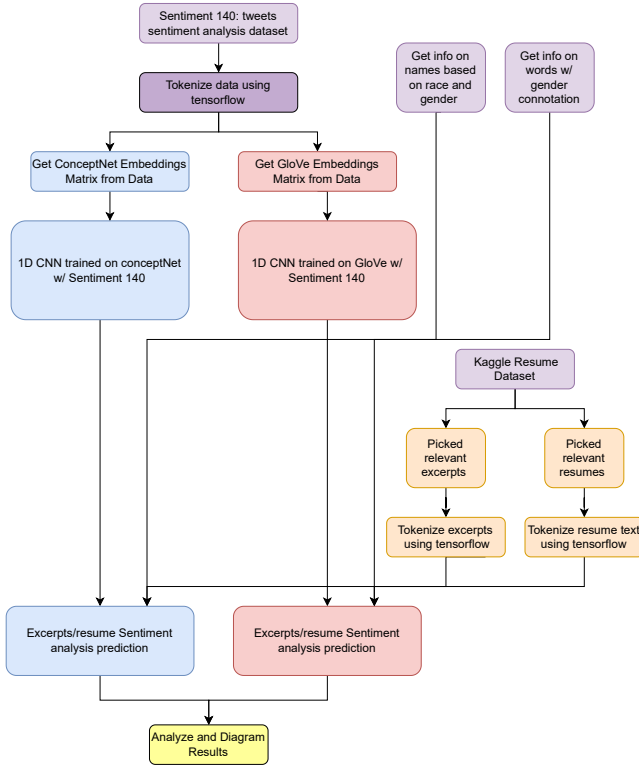 Sentiment 140: tweets
sentiment analysis dataset
Tokenize data using
tensorflow
Get info on
names based
on race and
gender
Get info on
words w/
gender
connotation
Get ConceptNet Embeddings
Matrix from Data
Get GloVe Embeddings
Matrix from Data
1D CNN trained on conceptNet
w/ Sentiment 140
1D CNN trained on GloVe w/
Sentiment 140
Kaggle Resume
Dataset
Picked
relevant
excerpts
Picked
relevant
resumes
Tokenize excerpts
using tensorflow
Tokenize resume text
using tensorflow
Excerpts/resume Sentiment
analysis prediction
Excerpts/resume Sentiment
analysis prediction
Analyze and Diagram
Results